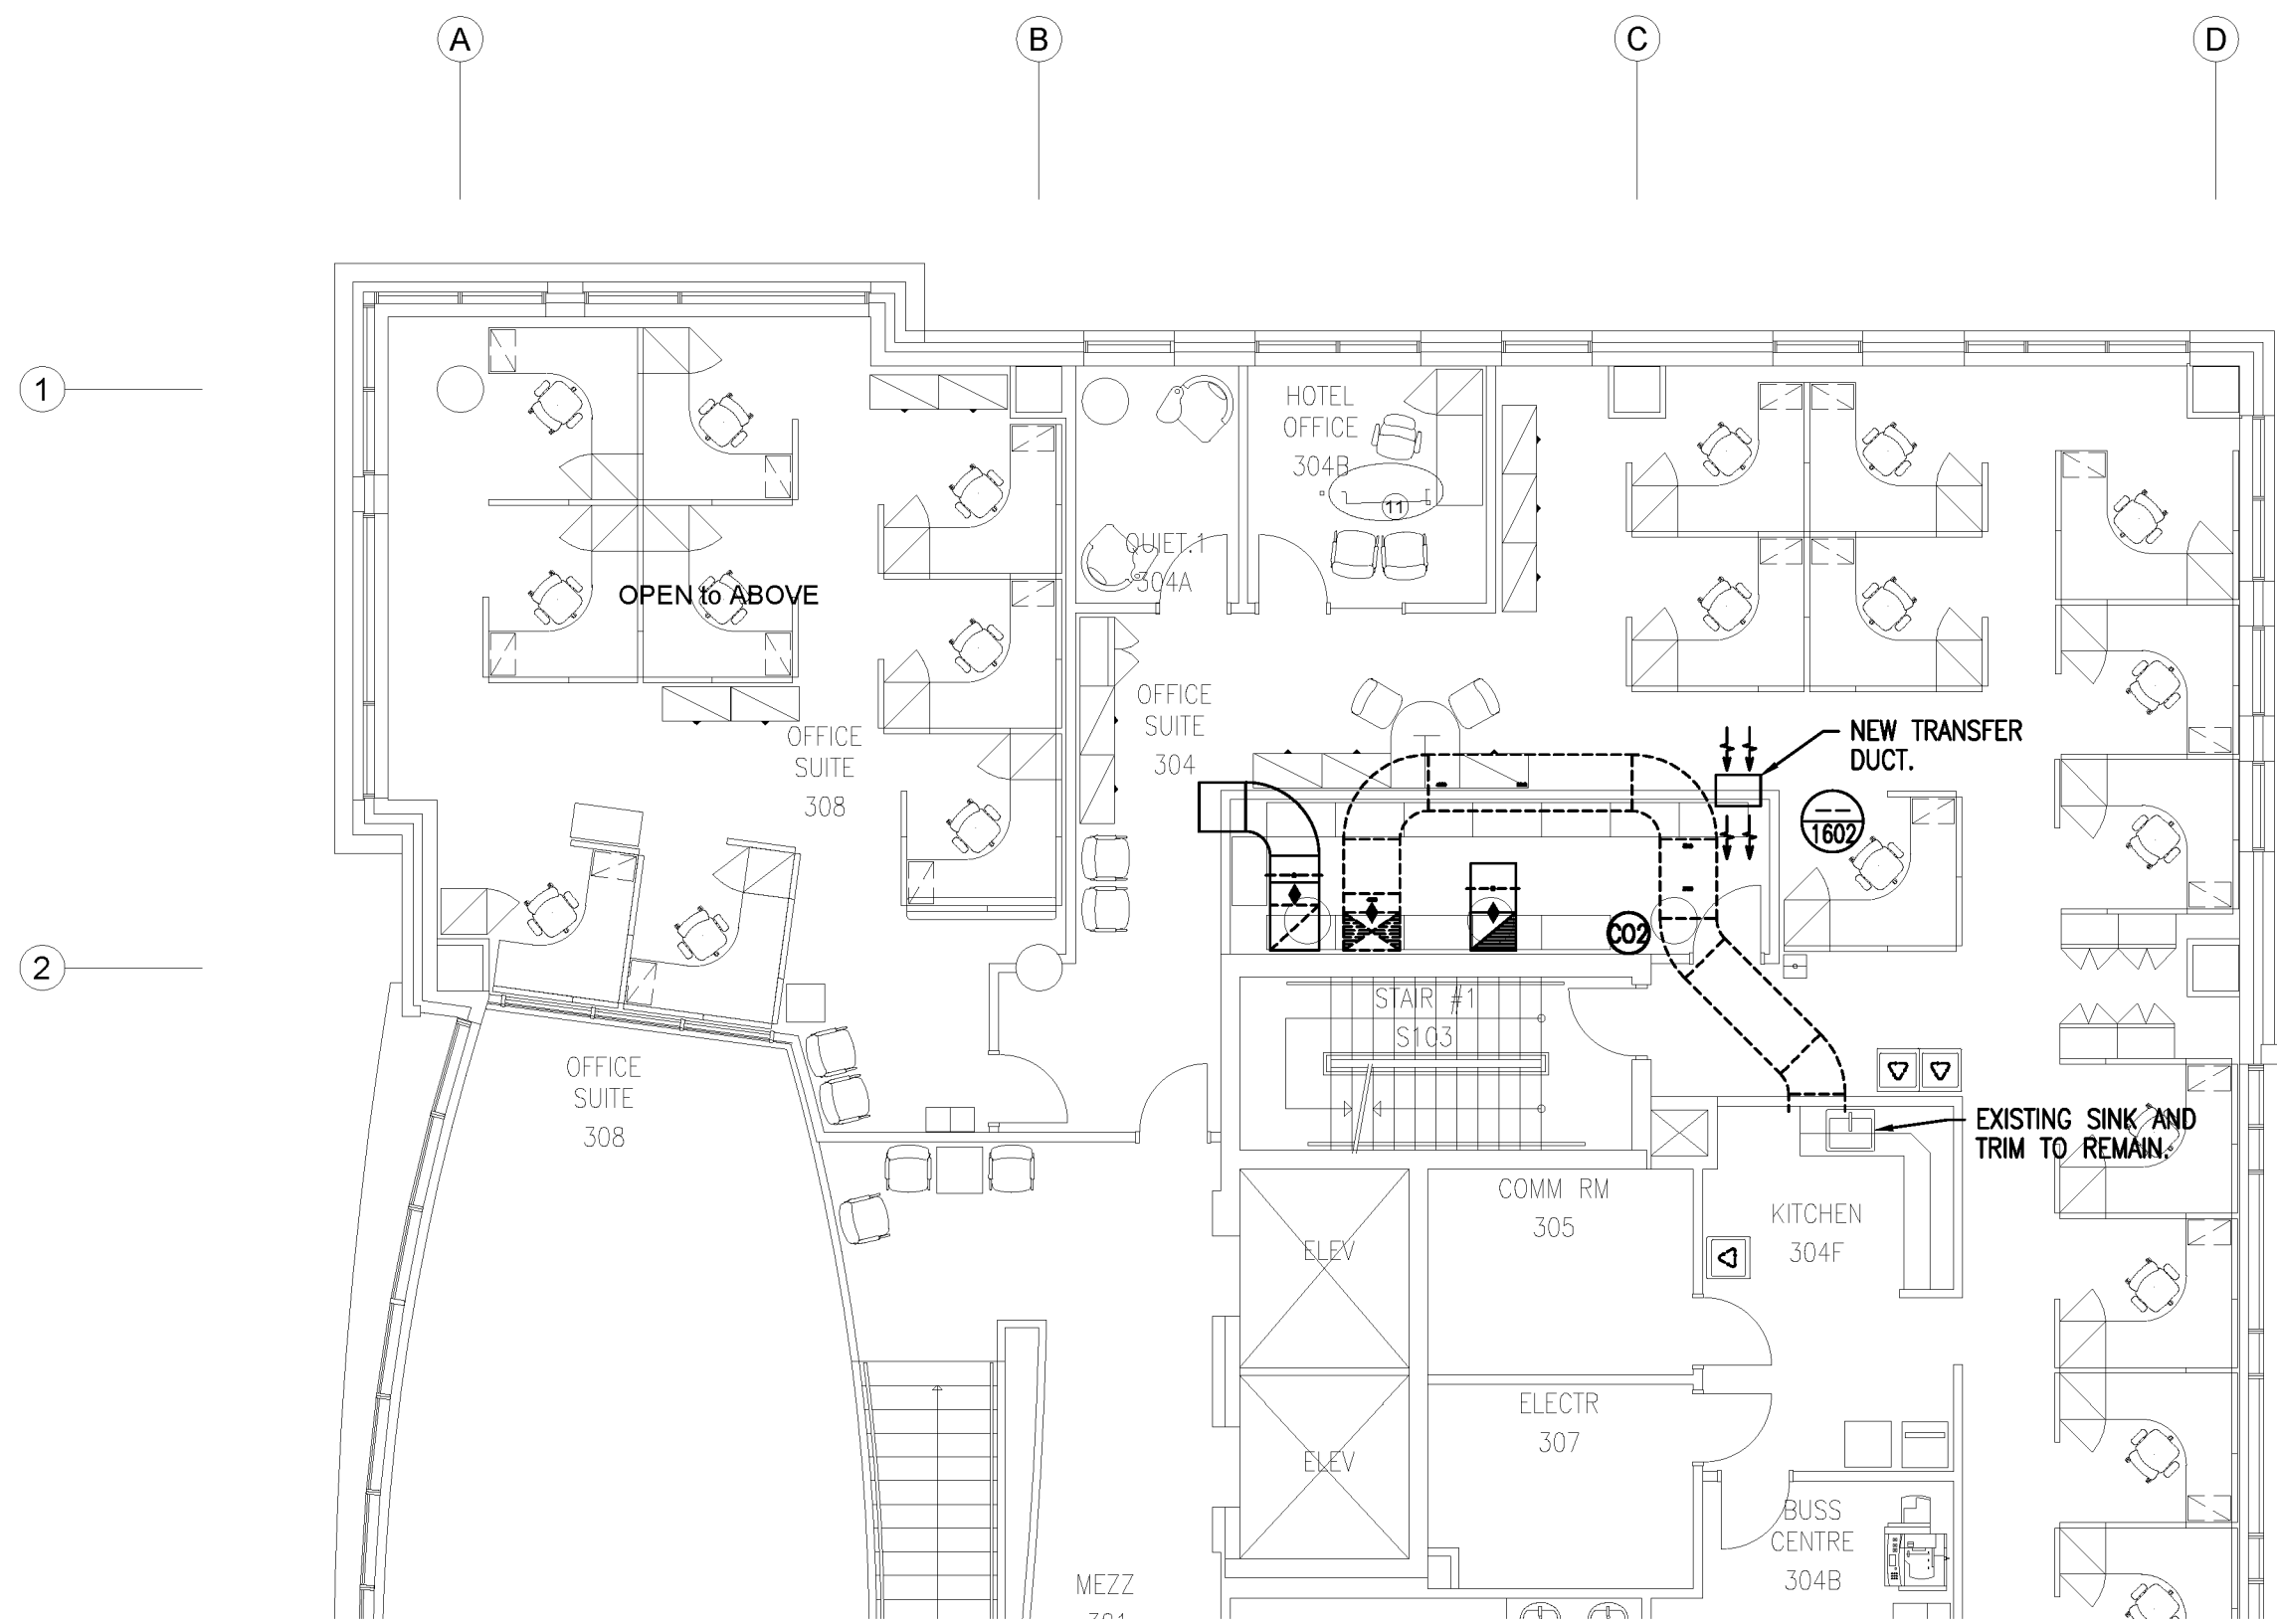 A
B
C
D
1
HOTEL
OFFICE
304B
11
QUIET.1
304A
OPEN to ABOVE
OFFICE
SUITE
304
OFFICE
SUITE
308
NEW TRANSFER
DUCT.
1602
CO2
2
STAIR #1
S103
OFFICE
SUITE
308
EXISTING SINK AND
TRIM TO REMAIN.
COMM RM
305
KITCHEN
304F
ELEV
ELECTR
307
ELEV
BUSS
CENTRE
304B
MEZZ